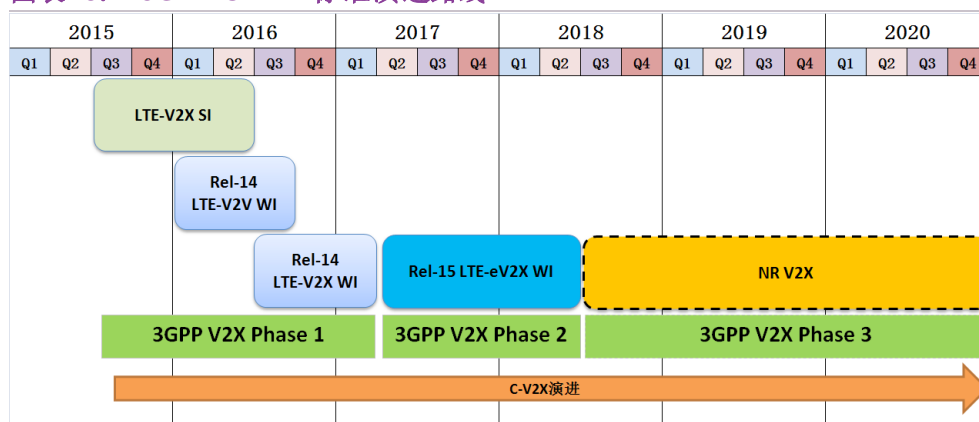 2015 2016 2017 2018 2019 2020
Q1 Q2 Q3 Q4 Q1 Q2 Q3 Q4 Q1 Q2 Q3 Q4 Q1 Q2 Q3 Q4 Q1 Q2 Q3 Q4 Q1 Q2 Q3 Q4
LTE-V2X SI
Rel-14
LTE-V2V WI
Rel-14
LTE-V2X WI
Rel-15 LTE-eV2X WI
NR V2X
3GPP V2X Phase 1
3GPP V2X Phase 2
3GPP V2X Phase 3
C-V2X演进